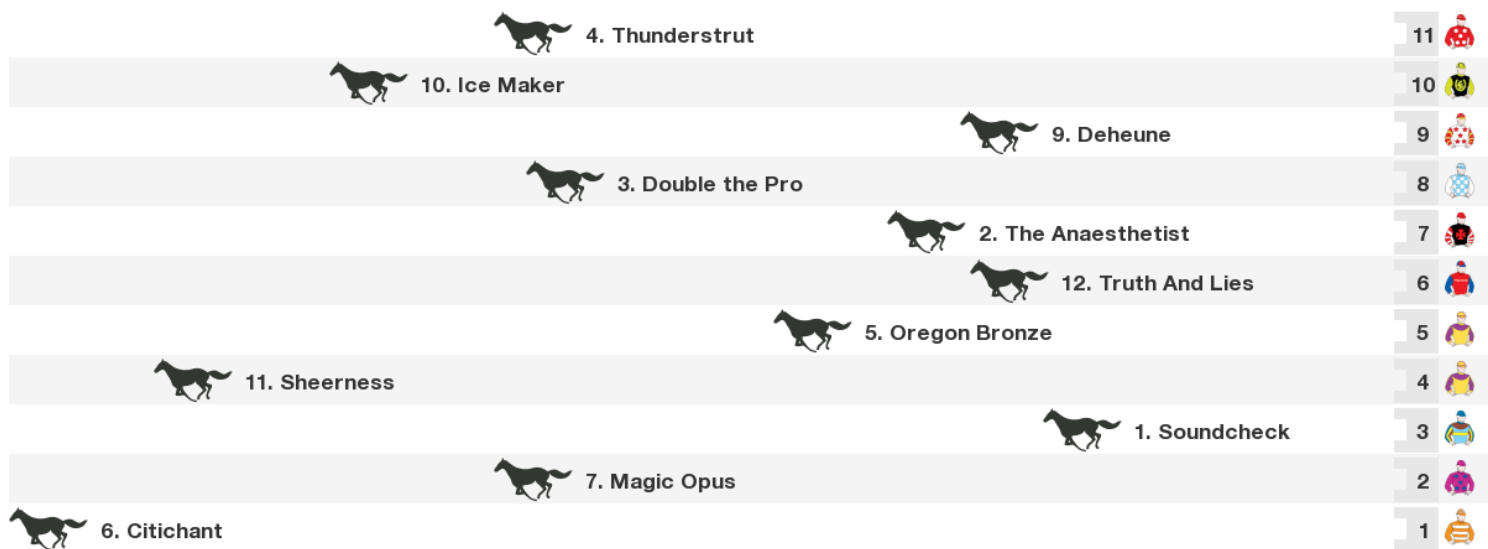 4. Thunderstrut 11
10. Ice Maker 10
9. Deheune 9
3. Double the Pro 8
2. The Anaesthetist 7
12. Truth And Lies 6
5. Oregon Bronze 5
11. Sheerness 4
1. Soundcheck 3
7. Magic Opus 2
6. Citichant 1